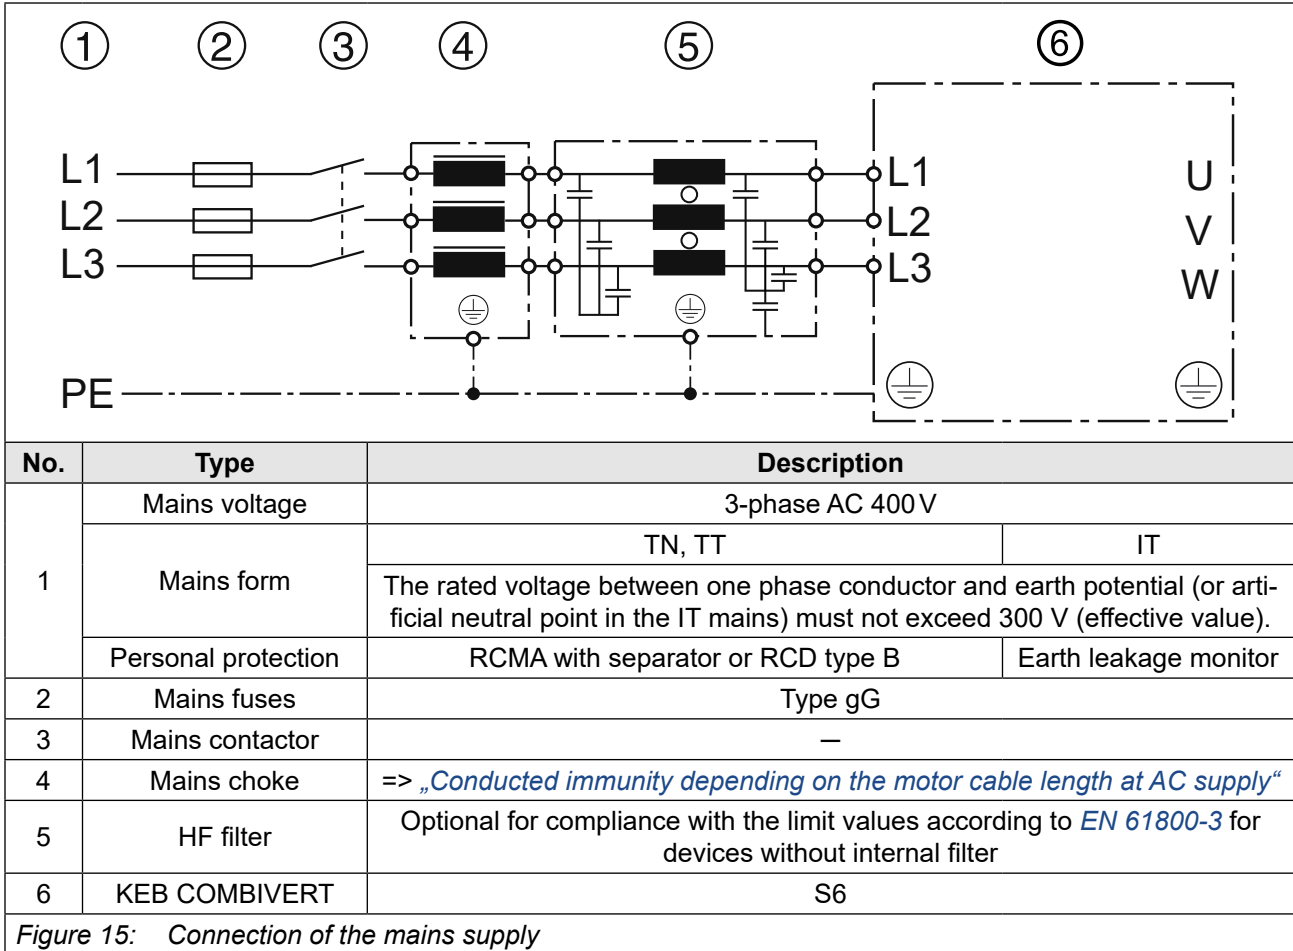 1 2 3 4 5 6
L1 L1 U
L2 L2 V
L3 L3 W
PE
No. Type Description
1 Mains voltage 3-phase AC 400 V
Mains form TN, TT IT
The rated voltage between one phase conductor and earth potential (or arti-
ficial neutral point in the IT mains) must not exceed 300 V (effective value).
Personal protection RCMA with separator or RCD type B Earth leakage monitor
2 Mains fuses Type gG
3 Mains contactor –
4 Mains choke => „Conducted immunity depending on the motor cable length at AC supply“
5 HF filter Optional for compliance with the limit values according to EN 61800-3 for
devices without internal filter
6 KEB COMBIVERT S6
Figure 15: Connection of the mains supply